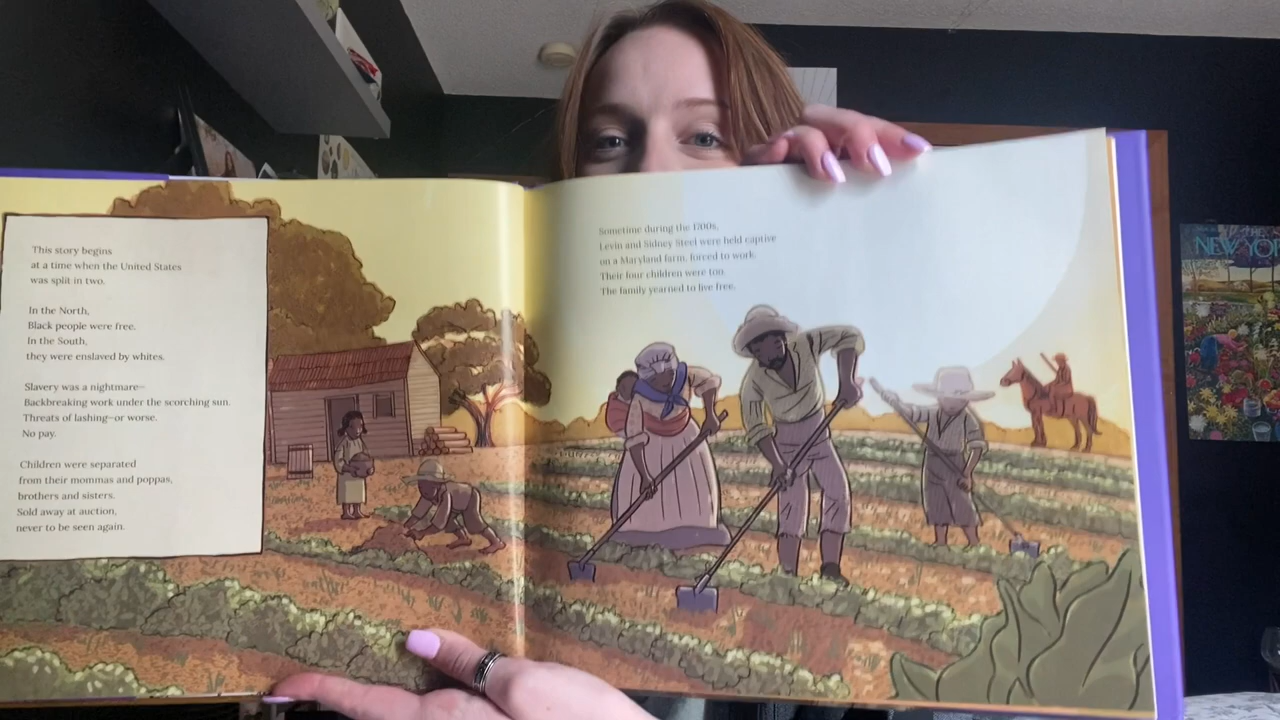 This story begins
at a time when the United States
was split in two.
In the North,
Black people were free.
In the South,
they were enslaved by whites.
Slavery was a nightmare—
Backbreaking work under the scorching sun.
Threats of lashing—or worse.
No pay.
Children were separated
from their mommas and poppas,
brothers and sisters.
Sold away at auction,
never to be seen again.
Sometime during the 1700s,
Levin and Sidney Steel were held captive
on a Maryland farm, forced to work.
Their four children were too.
The family yearned to live free.
NEW YO